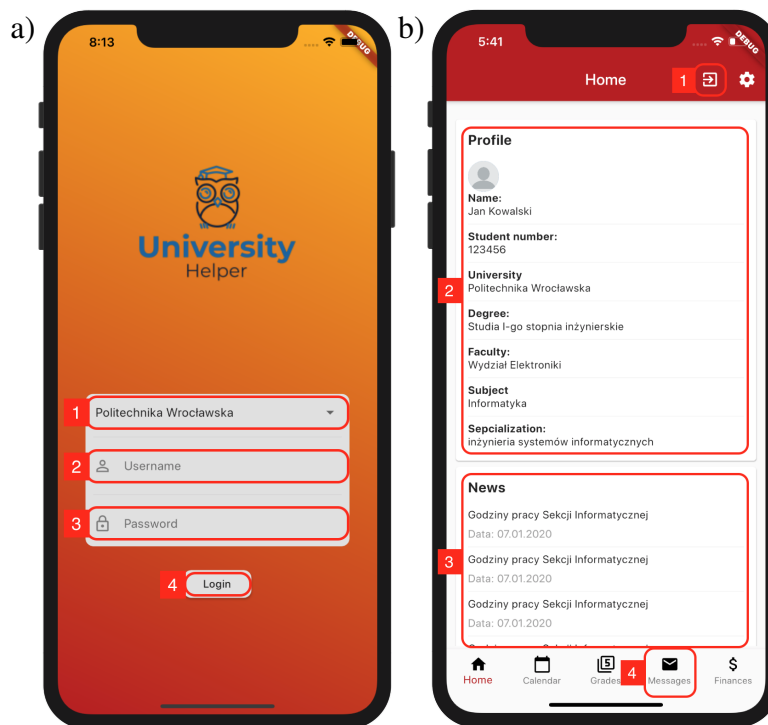 a)
8:13
DEBUG
University
Helper
1
Politechnika Wrocławska
2
Username
3
Password
4
Login
b)
5:41
DEBUG
Home
1
Profile
Name:
Jan Kowalski
Student number:
123456
2
University
Politechnika Wrocławska
Degree:
Studia I-go stopnia inżynierskie
Faculty:
Wydział Elektroniki
Subject
Informatyka
Sepcialization:
inżynieria systemów informatycznych
News
Godziny pracy Sekcji Informatycznej
Data: 07.01.2020
3
Godziny pracy Sekcji Informatycznej
Data: 07.01.2020
Godziny pracy Sekcji Informatycznej
Data: 07.01.2020
5
4
$
Home
Calendar
Grades
Messages
Finances